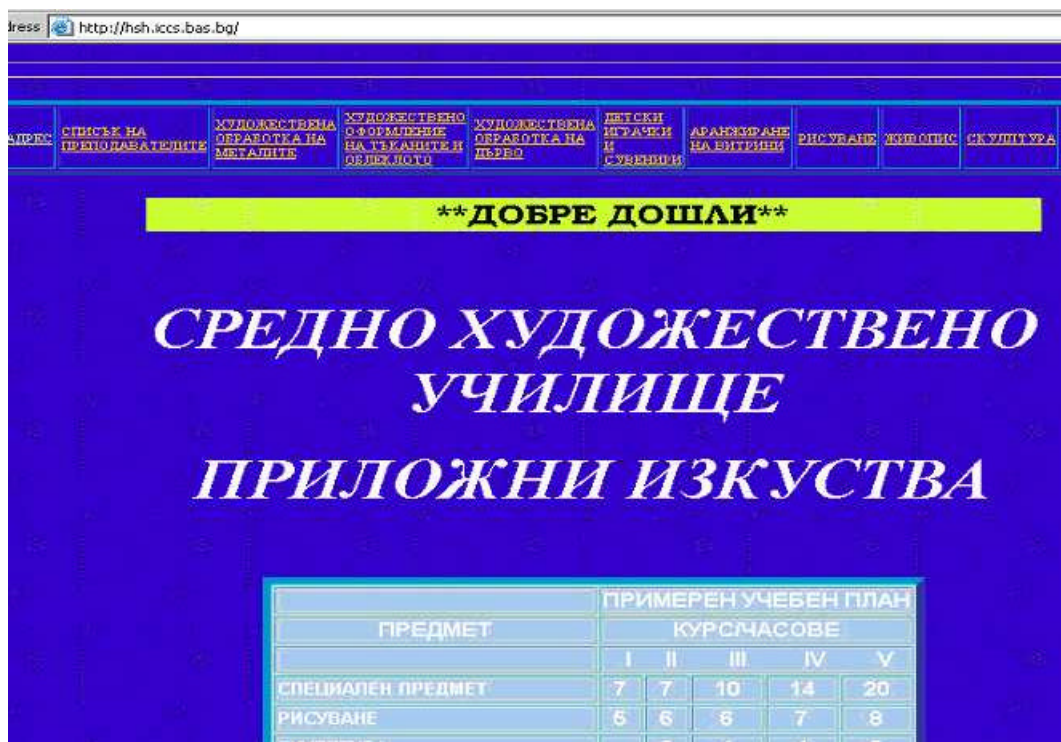 dress http://hsh.iccs.bas.bg/
АДРЕС
СПИСЪК НА
ПРЕПОДАВАТЕЛИТЕ
ХУДОЖЕСТВЕНА
ОБРАБОТКА НА
МЕТАЛИТЕ
ХУДОЖЕСТВЕНО
ОФОРМЛЕНИЕ
НА ТЪКАНИТЕ И
ОБЛЕКЛОТО
ХУДОЖЕСТВЕНА
ОБРАБОТКА НА
ДЪРВО
ДЕТСКИ
ИГРАЧКИ
И
СУВЕНИРИ
АРАНЖИРАНЕ
НА ВИТРИНИ
РИСУВАНЕ
ЖИВОПИС
СКУЛПТУРА
**ДОБРЕ ДОШЛИ**
СРЕДНО ХУДОЖЕСТВЕНО
УЧИЛИЩЕ
ПРИЛОЖНИ ИЗКУСТВА
ПРИМЕРЕН УЧЕБЕН ПЛАН
ПРЕДМЕТ КУРС/ЧАСОВЕ
I II III IV V
СПЕЦИАЛЕН ПРЕДМЕТ 7 7 10 14 20
РИСУВАНЕ 5 6 6 7 8